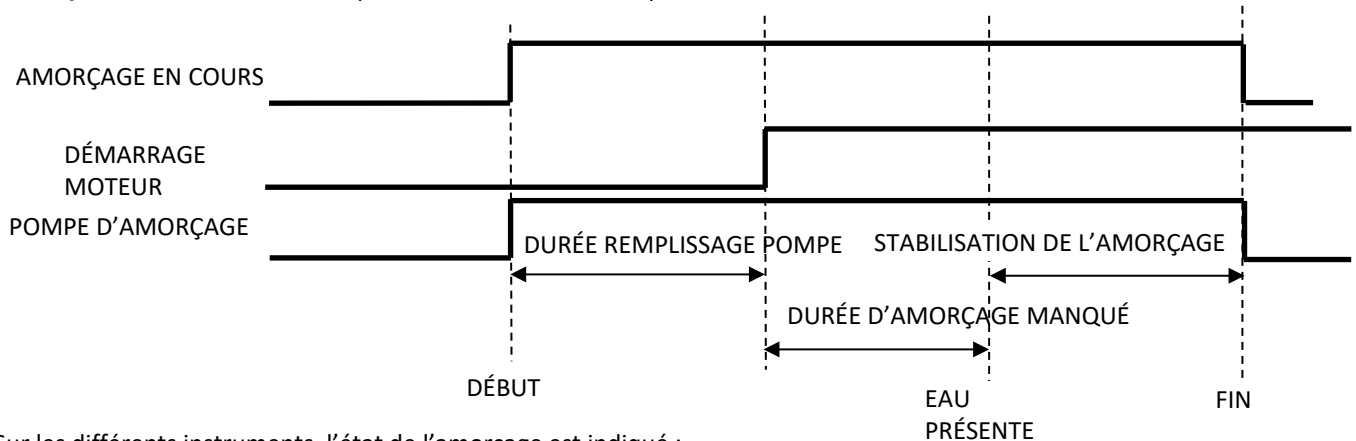 AMORÇAGE EN COURS
DÉMARRAGE
MOTEUR
POMPE D’AMORÇAGE
DURÉE REMPLISSAGE POMPE
STABILISATION DE L’AMORÇAGE
DURÉE D’AMORÇAGE MANQUÉ
DÉBUT
EAU
PRÉSENTE
FIN
Sur les différents instruments, l’état de l’amorçage est indiqué :